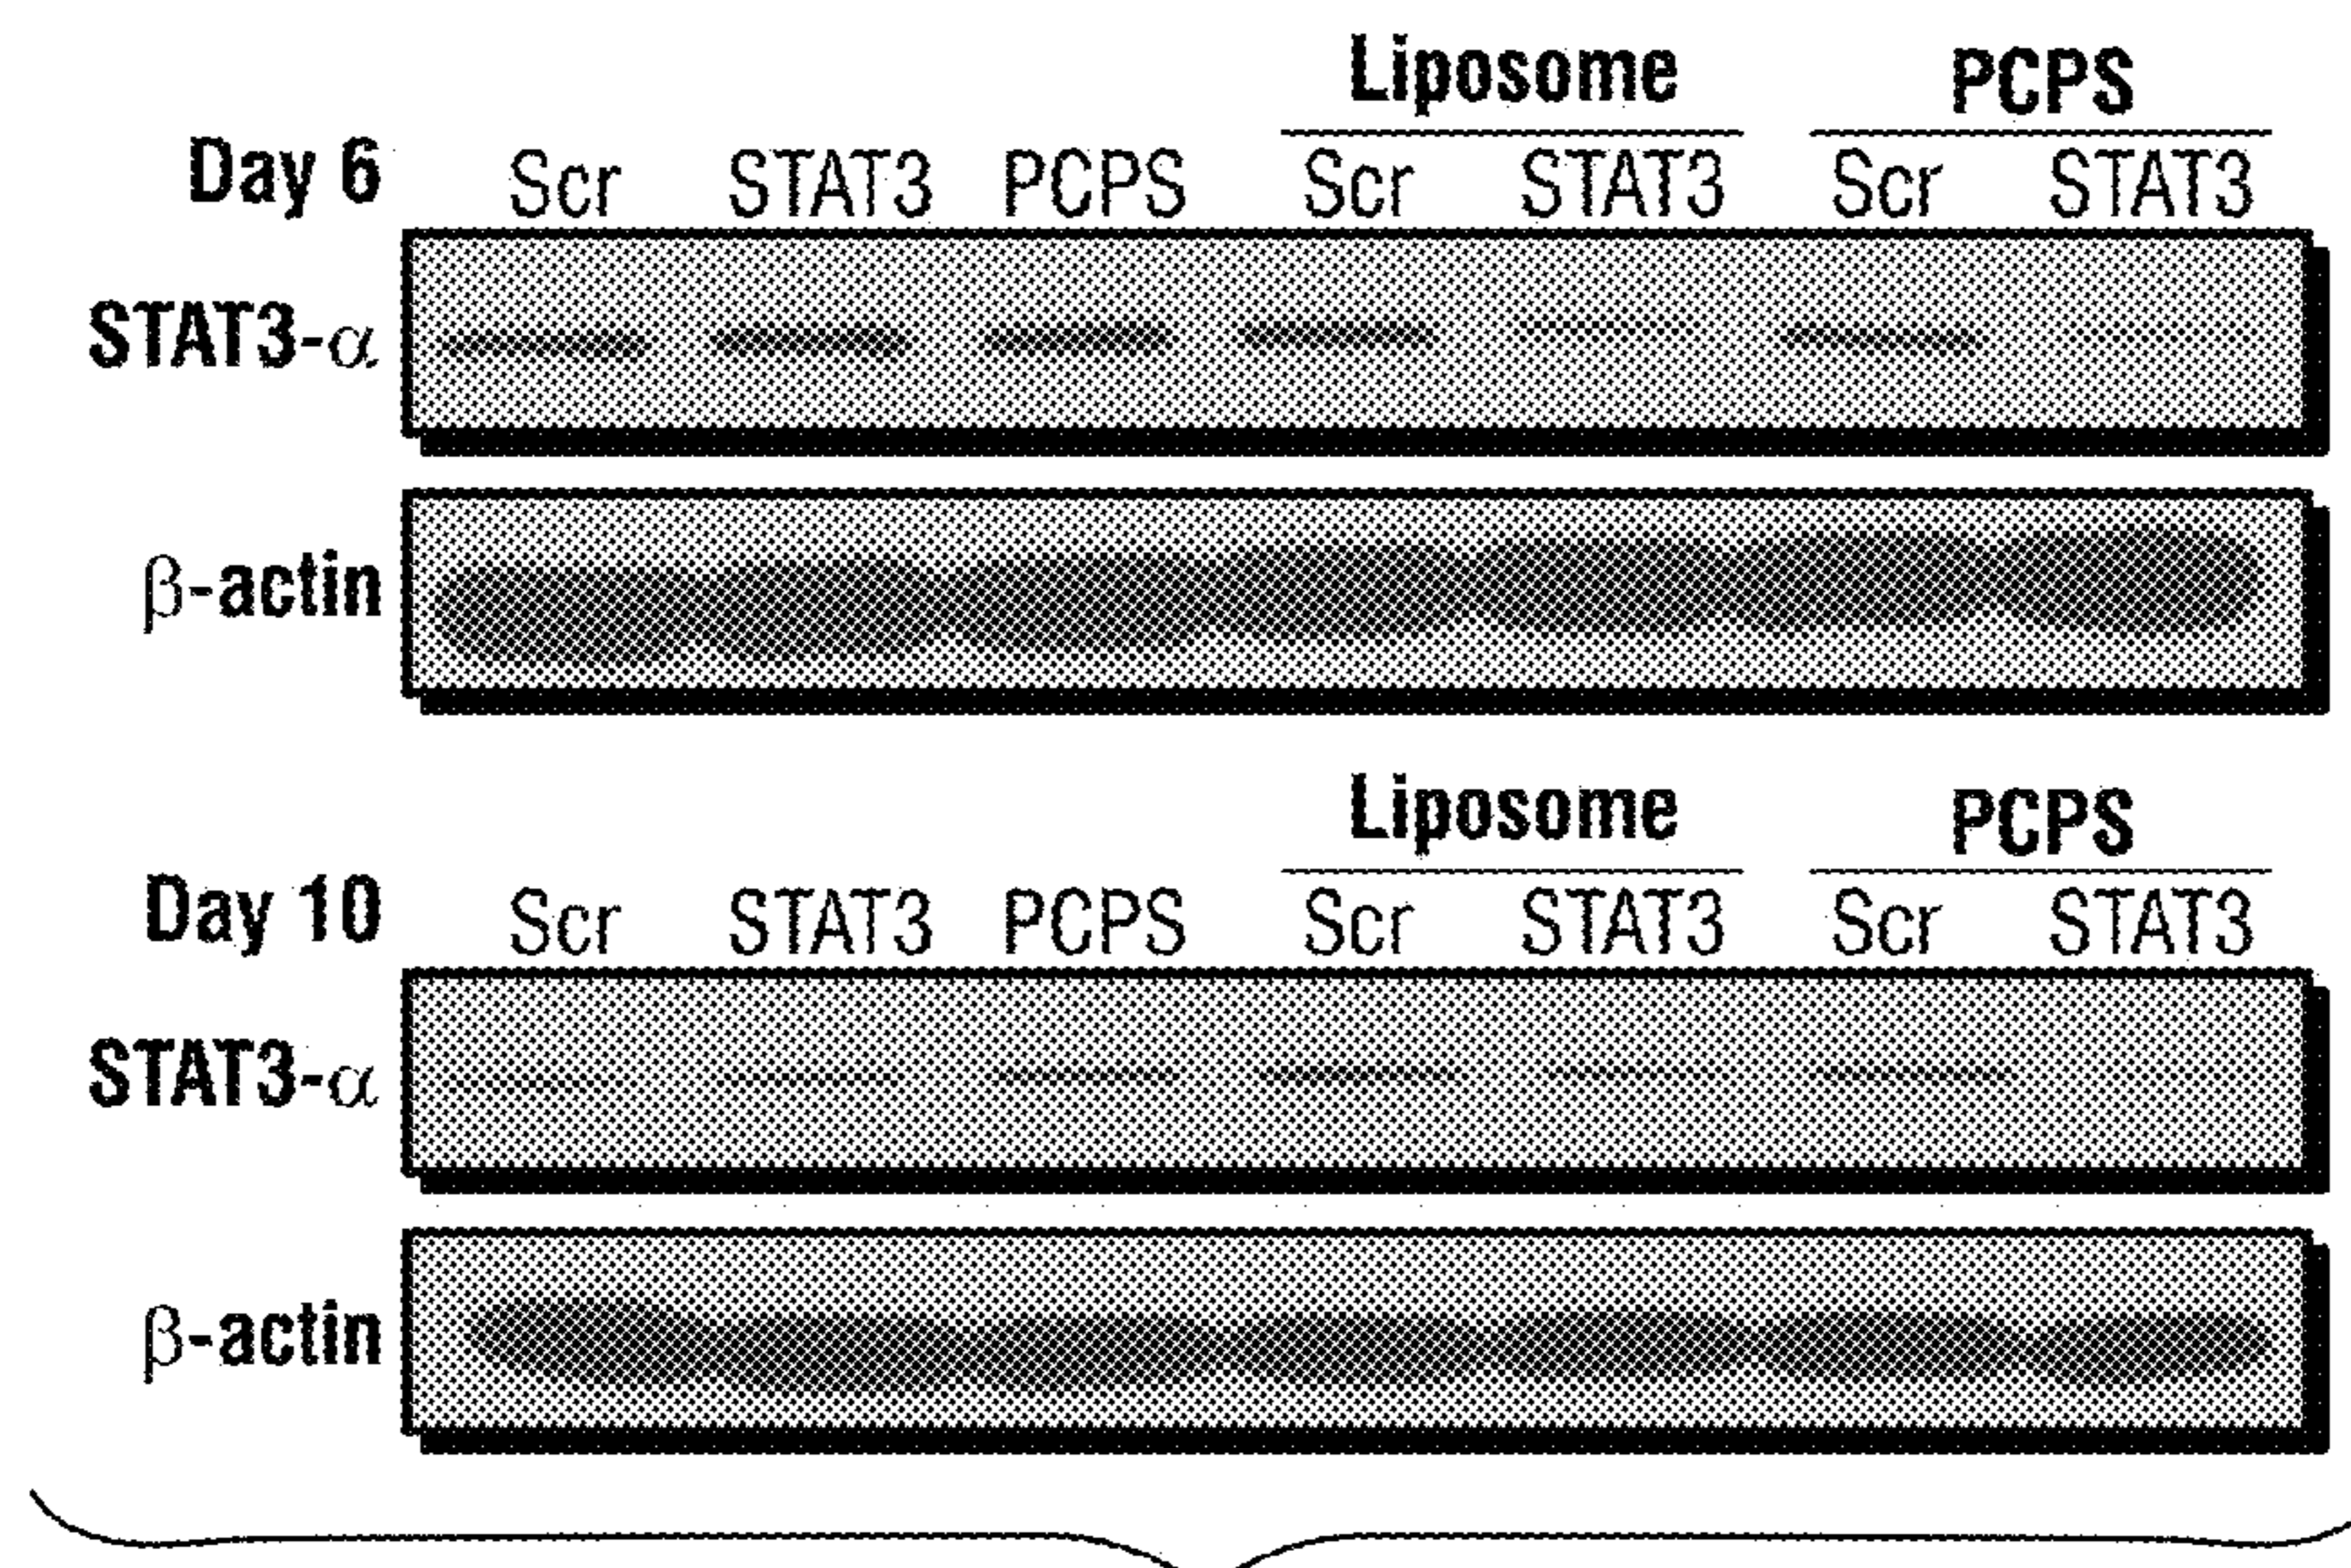 Liposome PCPS
Day 6 Scr STAT3 PCPS Scr STAT3 Scr STAT3
STAT3-α
β-actin
Liposome PCPS
Day 10 Scr STAT3 PCPS Scr STAT3 Scr STAT3
STAT3-α
β-actin